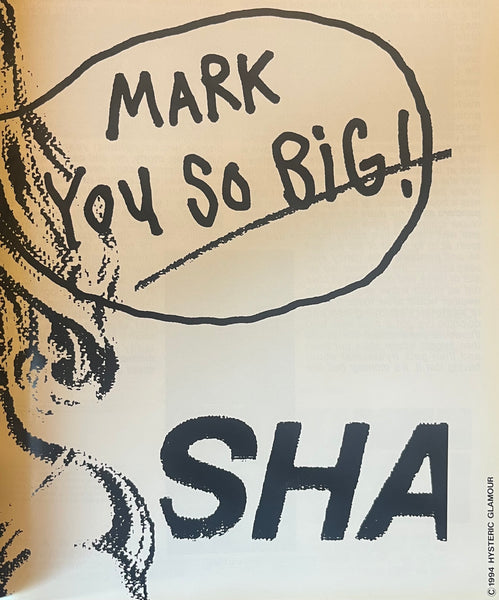 MARK
YOU SO BiG!
SHA
© 1994 HYSTERIC GLAMOUR